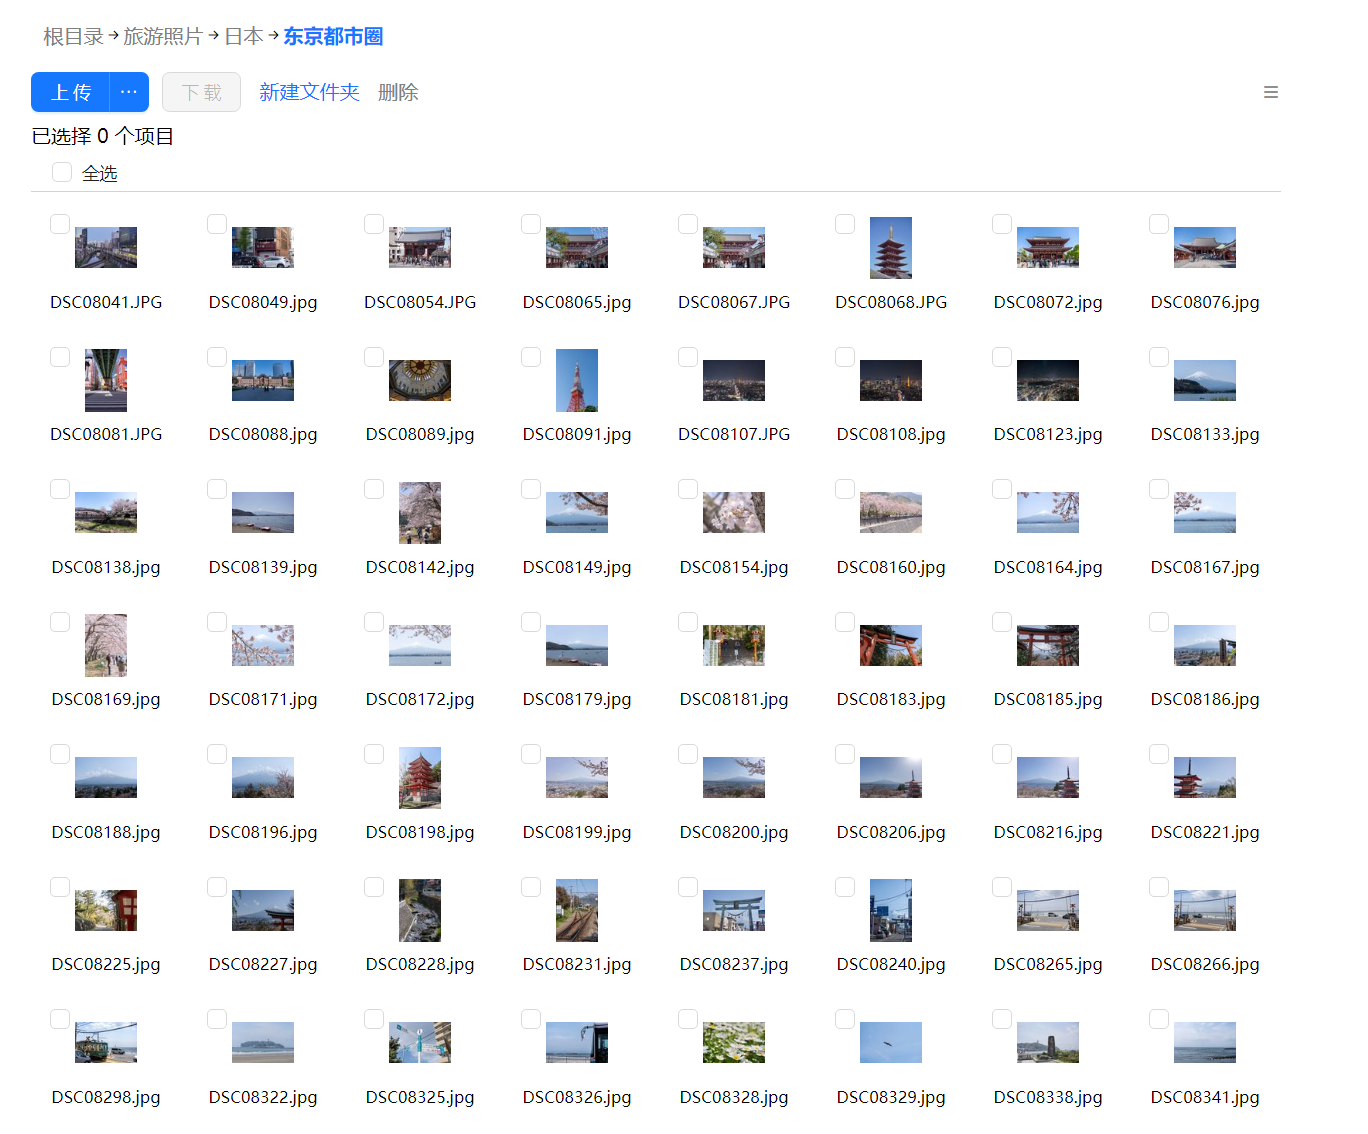 根目录→旅游照片→日本→东京都市圈
上传 ··· 下载 新建文件夹 删除
已选择 0 个项目
全选
DSC08041.JPG DSC08049.jpg DSC08054.JPG DSC08065.jpg DSC08067.JPG DSC08068.JPG DSC08072.jpg DSC08076.jpg
DSC08081.JPG DSC08088.jpg DSC08089.jpg DSC08091.jpg DSC08107.JPG DSC08108.jpg DSC08123.jpg DSC08133.jpg
DSC08138.jpg DSC08139.jpg DSC08142.jpg DSC08149.jpg DSC08154.jpg DSC08160.jpg DSC08164.jpg DSC08167.jpg
DSC08169.jpg DSC08171.jpg DSC08172.jpg DSC08179.jpg DSC08181.jpg DSC08183.jpg DSC08185.jpg DSC08186.jpg
DSC08188.jpg DSC08196.jpg DSC08198.jpg DSC08199.jpg DSC08200.jpg DSC08206.jpg DSC08216.jpg DSC08221.jpg
DSC08225.jpg DSC08227.jpg DSC08228.jpg DSC08231.jpg DSC08237.jpg DSC08240.jpg DSC08265.jpg DSC08266.jpg
DSC08298.jpg DSC08322.jpg DSC08325.jpg DSC08326.jpg DSC08328.jpg DSC08329.jpg DSC08338.jpg DSC08341.jpg